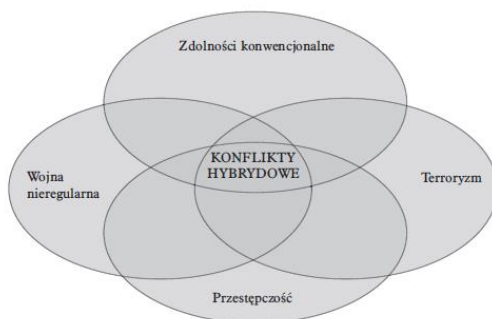 Zdolności konwencjonalne
KONFLIKTY
HYBRYDOWE
Wojna
nieregularna
Terroryzm
Przestępczość